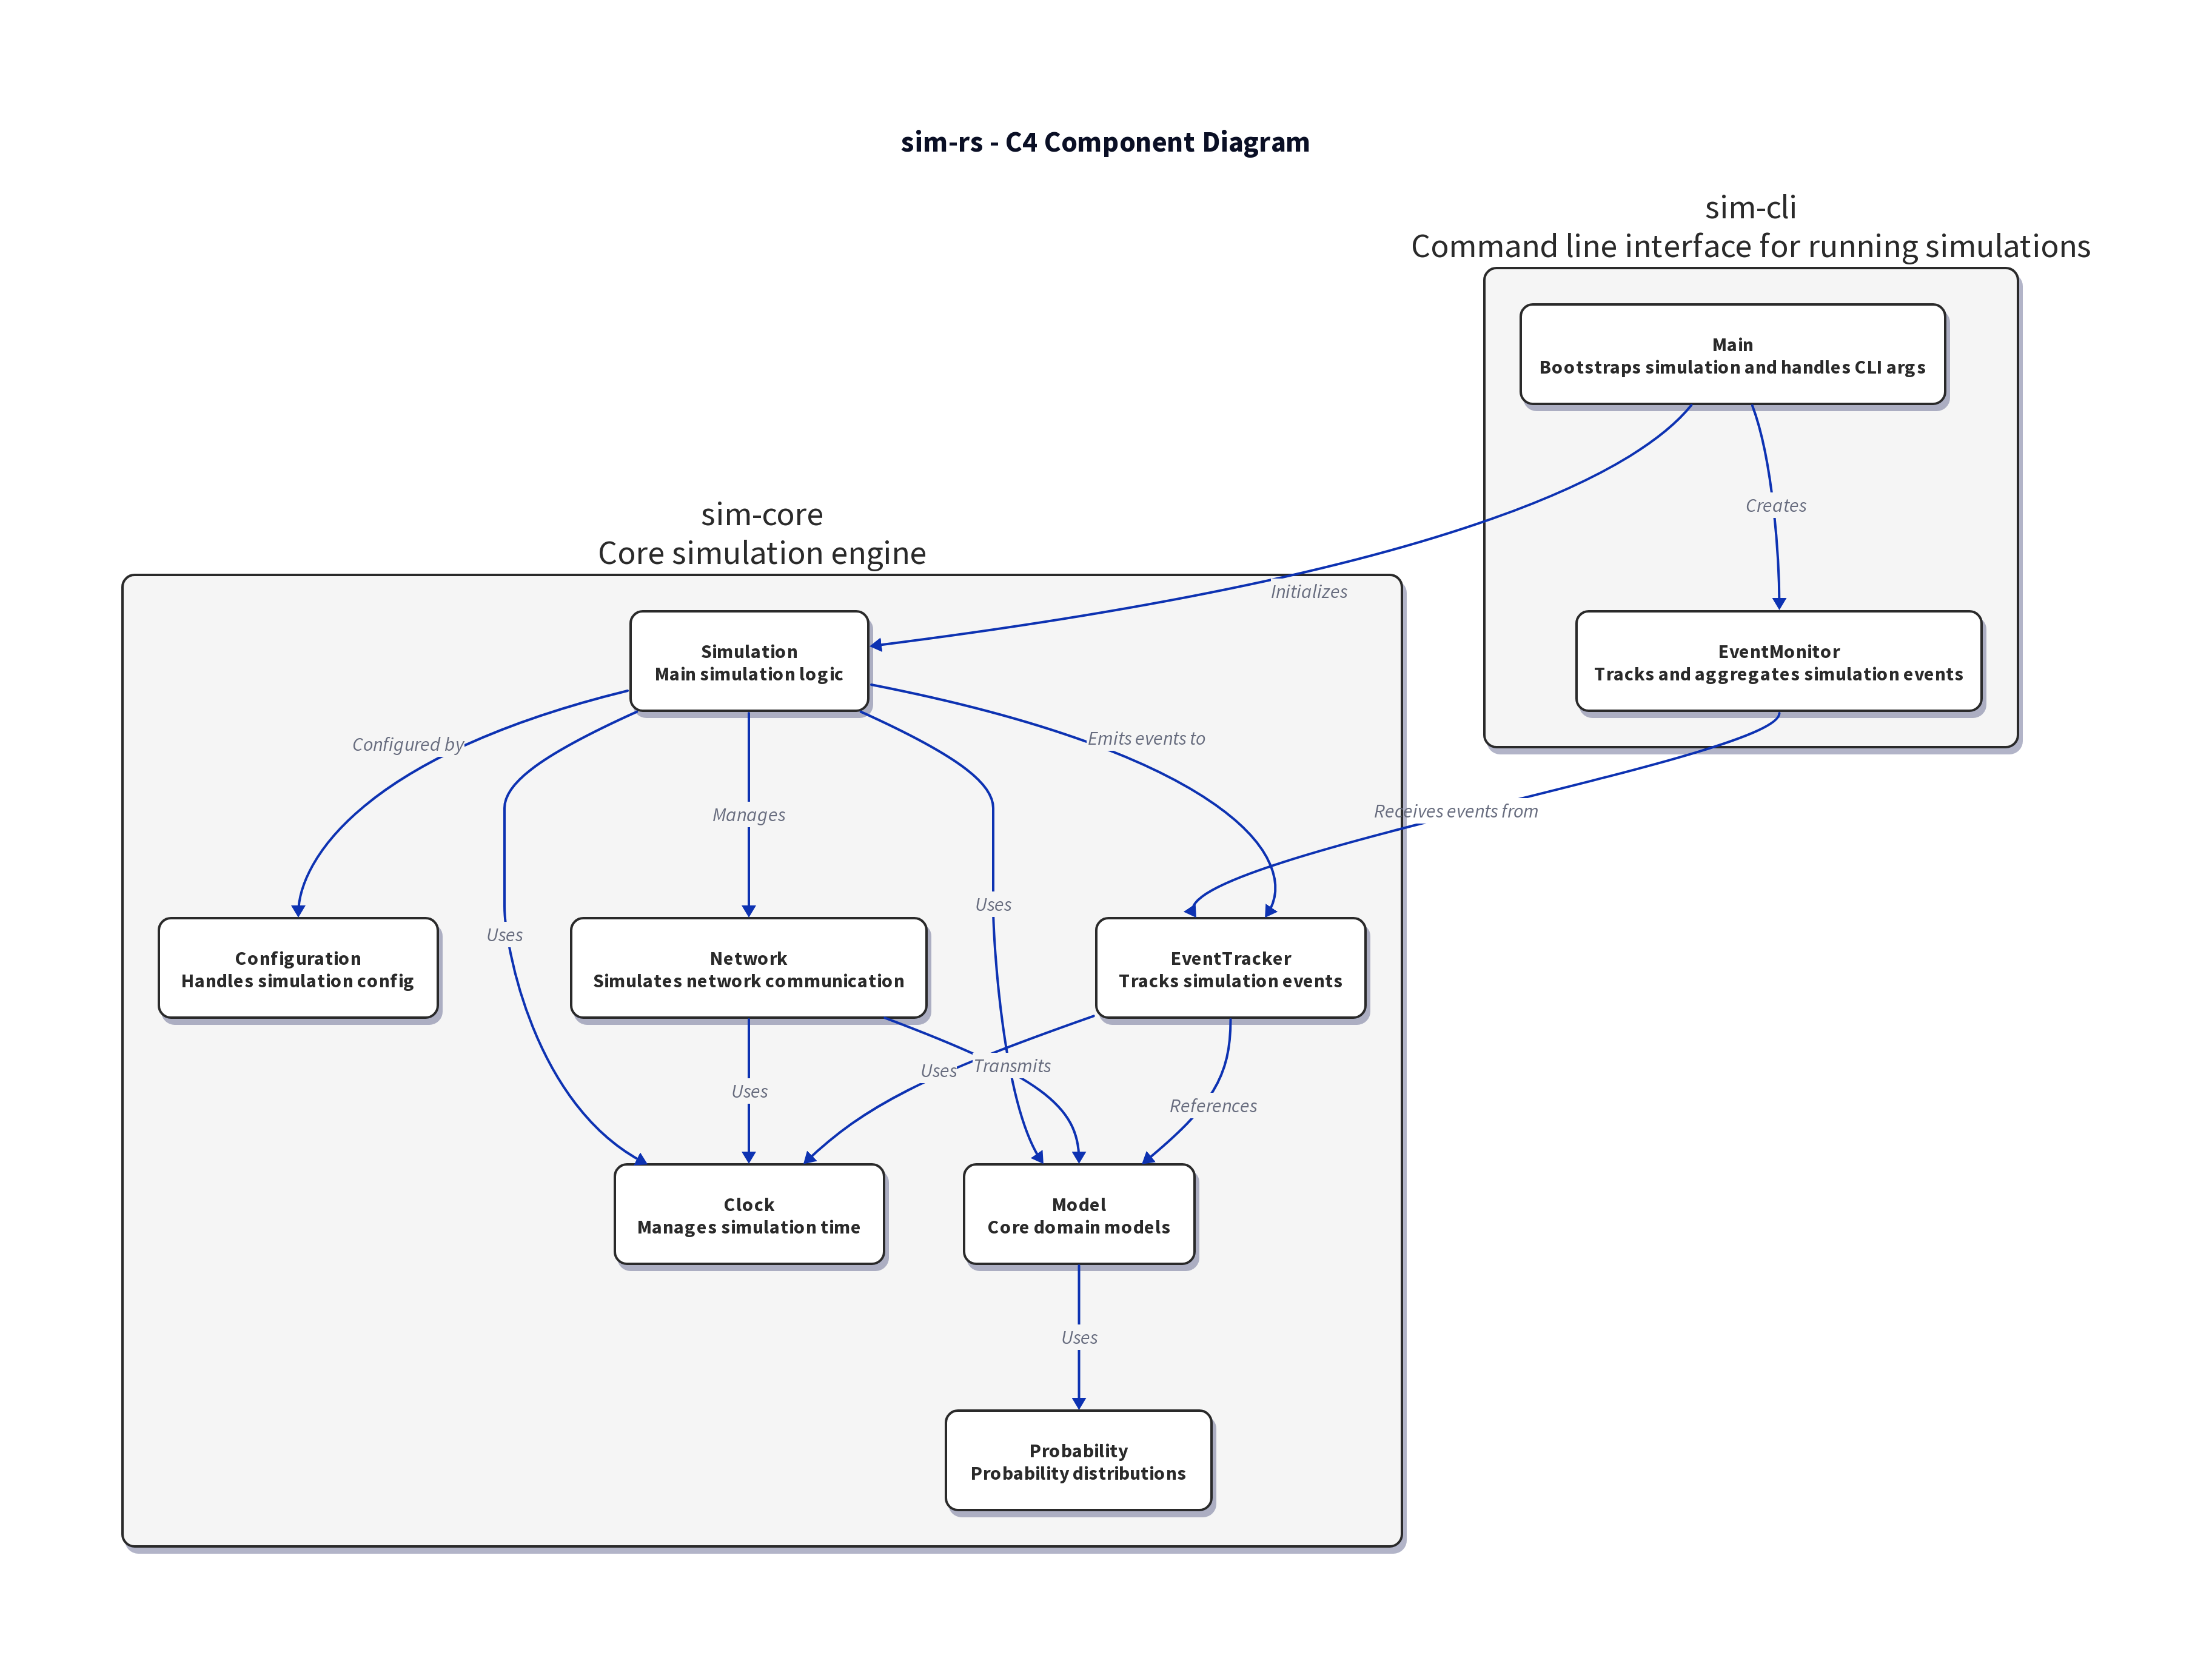 sim-rs - C4 Component Diagram
sim-cli
Command line interface for running simulations
Main
Bootstraps simulation and handles CLI args
Creates
sim-core
Core simulation engine
Initializes
Simulation
Main simulation logic
EventMonitor
Tracks and aggregates simulation events
Configured by
Emits events to
Manages
Receives events from
Uses
Uses
Configuration
Handles simulation config
Network
Simulates network communication
EventTracker
Tracks simulation events
Uses
Transmits
Uses
References
Clock
Manages simulation time
Model
Core domain models
Uses
Probability
Probability distributions